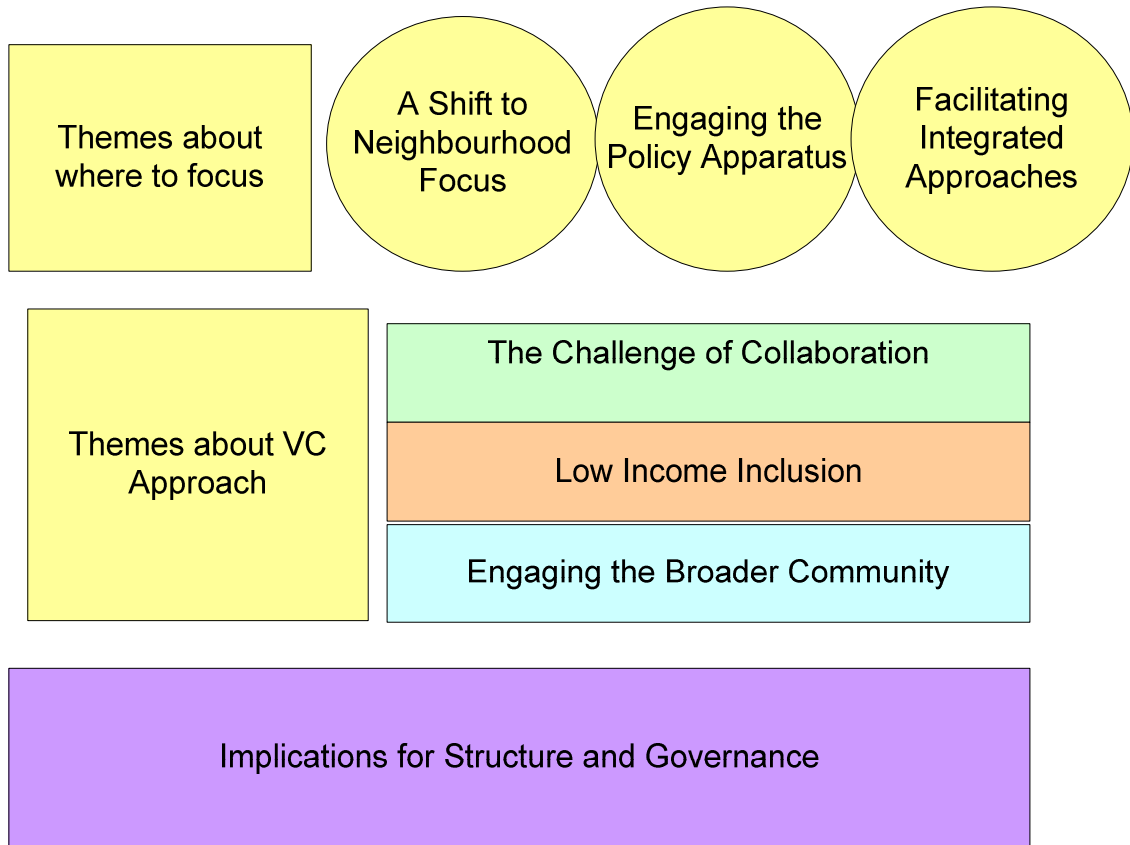 Themes about
where to focus
A Shift to
Neighbourhood
Focus
Engaging the
Policy Apparatus
Facilitating
Integrated
Approaches
Themes about VC
Approach
The Challenge of Collaboration
Low Income Inclusion
Engaging the Broader Community
Implications for Structure and Governance